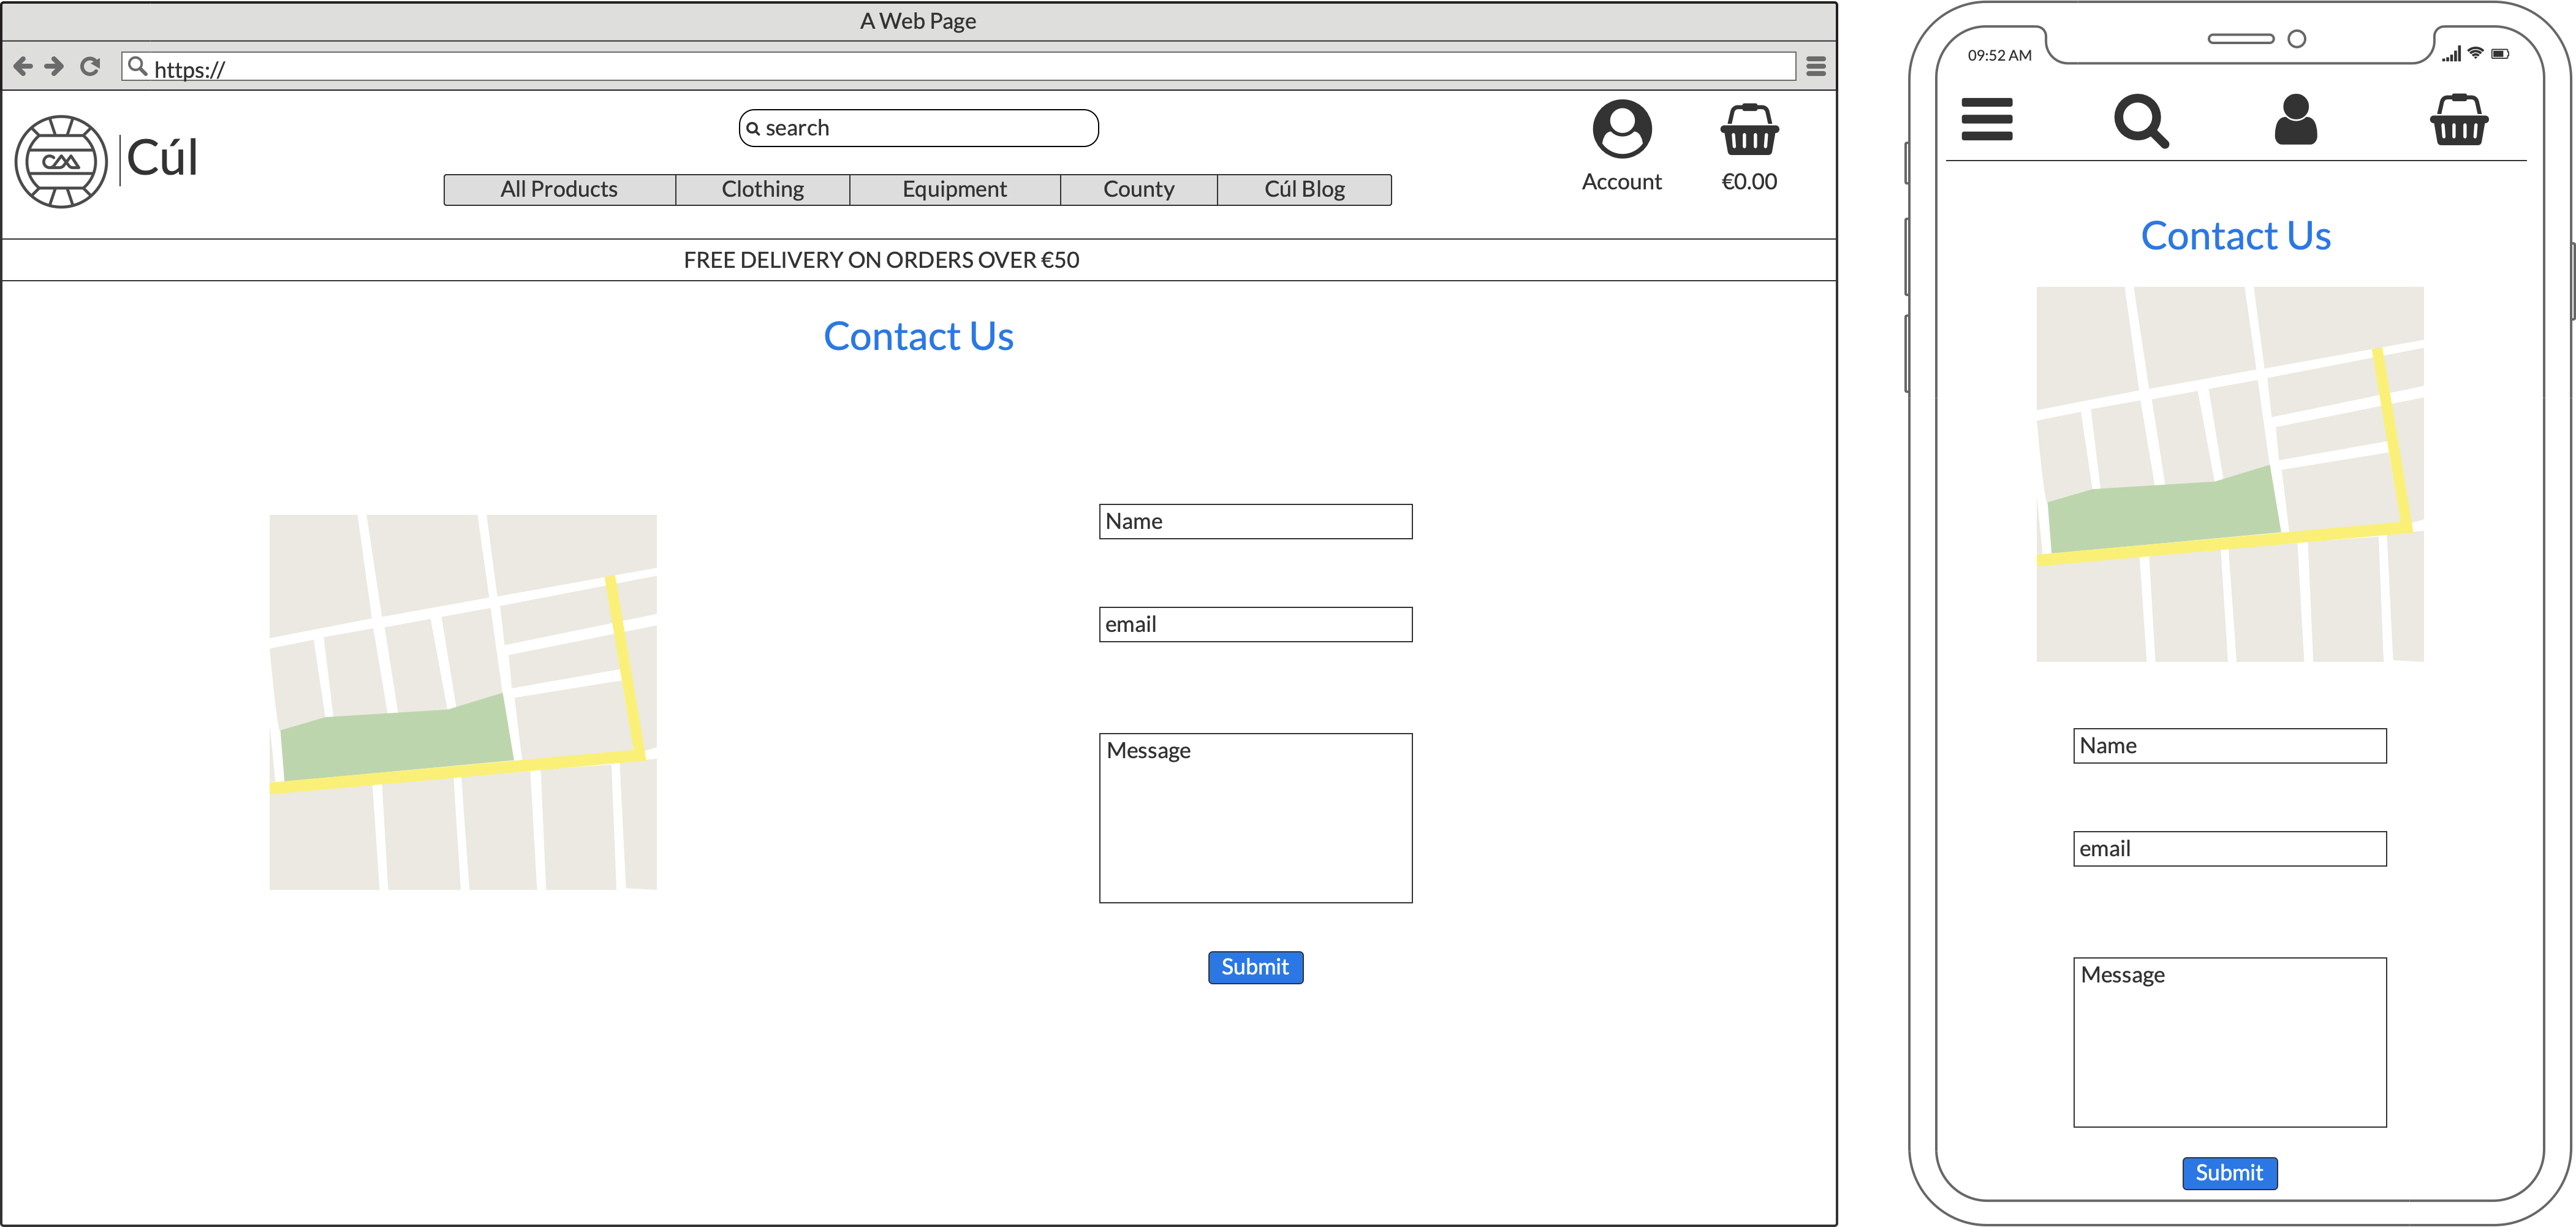 A Web Page
https://
Cúl
search
Account
€0.00
All Products Clothing Equipment County Cúl Blog
FREE DELIVERY ON ORDERS OVER €50
Contact Us
Name
email
Message
Submit
09:52 AM
Contact Us
Name
email
Message
Submit